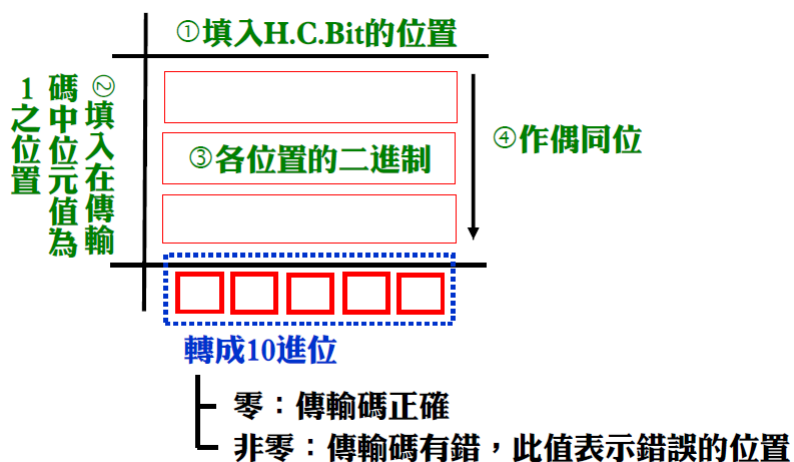 ①填入H.C.Bit的位置
②填入在傳輸
碼中位元值為
1之位置
③各位置的二進制
④作偶同位
轉成10進位
零：傳輸碼正確
非零：傳輸碼有錯，此值表示錯誤的位置